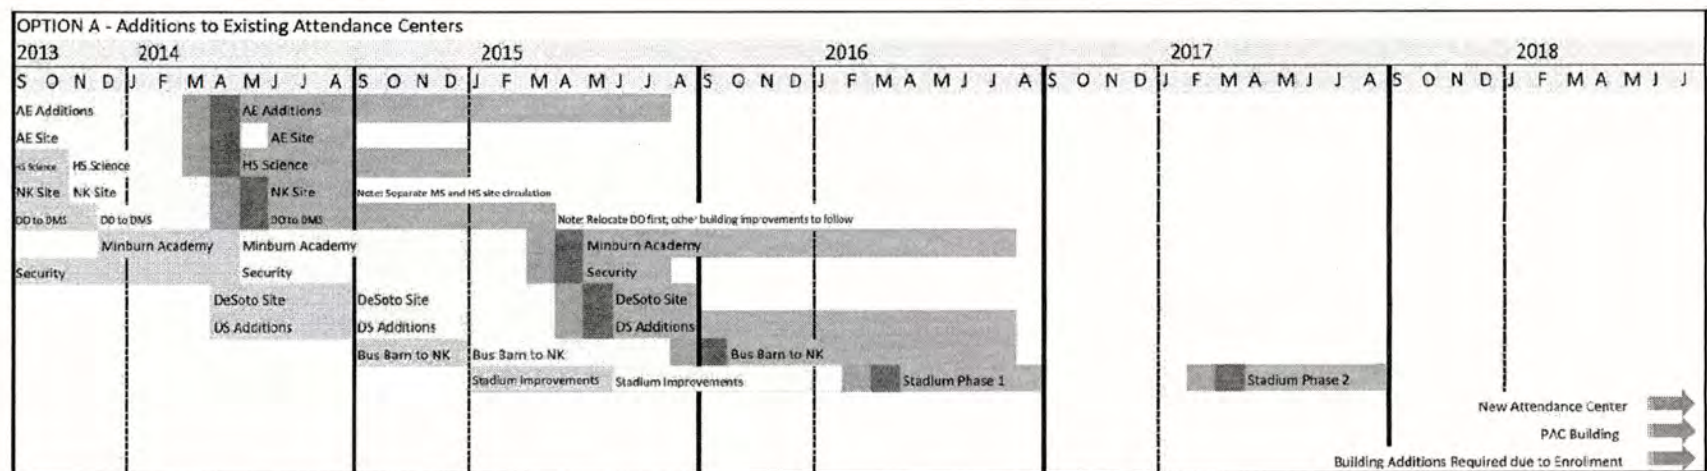 OPTION A - Additions to Existing Attendance Centers
2013 2014 2015 2016 2017 2018
S O N D J F M A M J J A S O N D J F M A M J J A S O N D J F M A M J J A S O N D J F M A M J J A S O N D J F M A M J J
AE Additions AE Additions
AE Site AE Site
HS Science HS Science HS Science
NK Site NK Site NK Site Note: Separate MS and HS site circulation
DO to DMS DO to DMS DO to DMS Note: Relocate DO first, other building improvements to follow
Minburn Academy Minburn Academy Minburn Academy
Security Security Security
DeSoto Site DeSoto Site DeSoto Site
DS Additions DS Additions DS Additions
Bus Barn to NK Bus Barn to NK Bus Barn to NK
Stadium Improvements Stadium Improvements Stadium Phase 1 Stadium Phase 2
New Attendance Center
PAC Building
Building Additions Required due to Enrollment